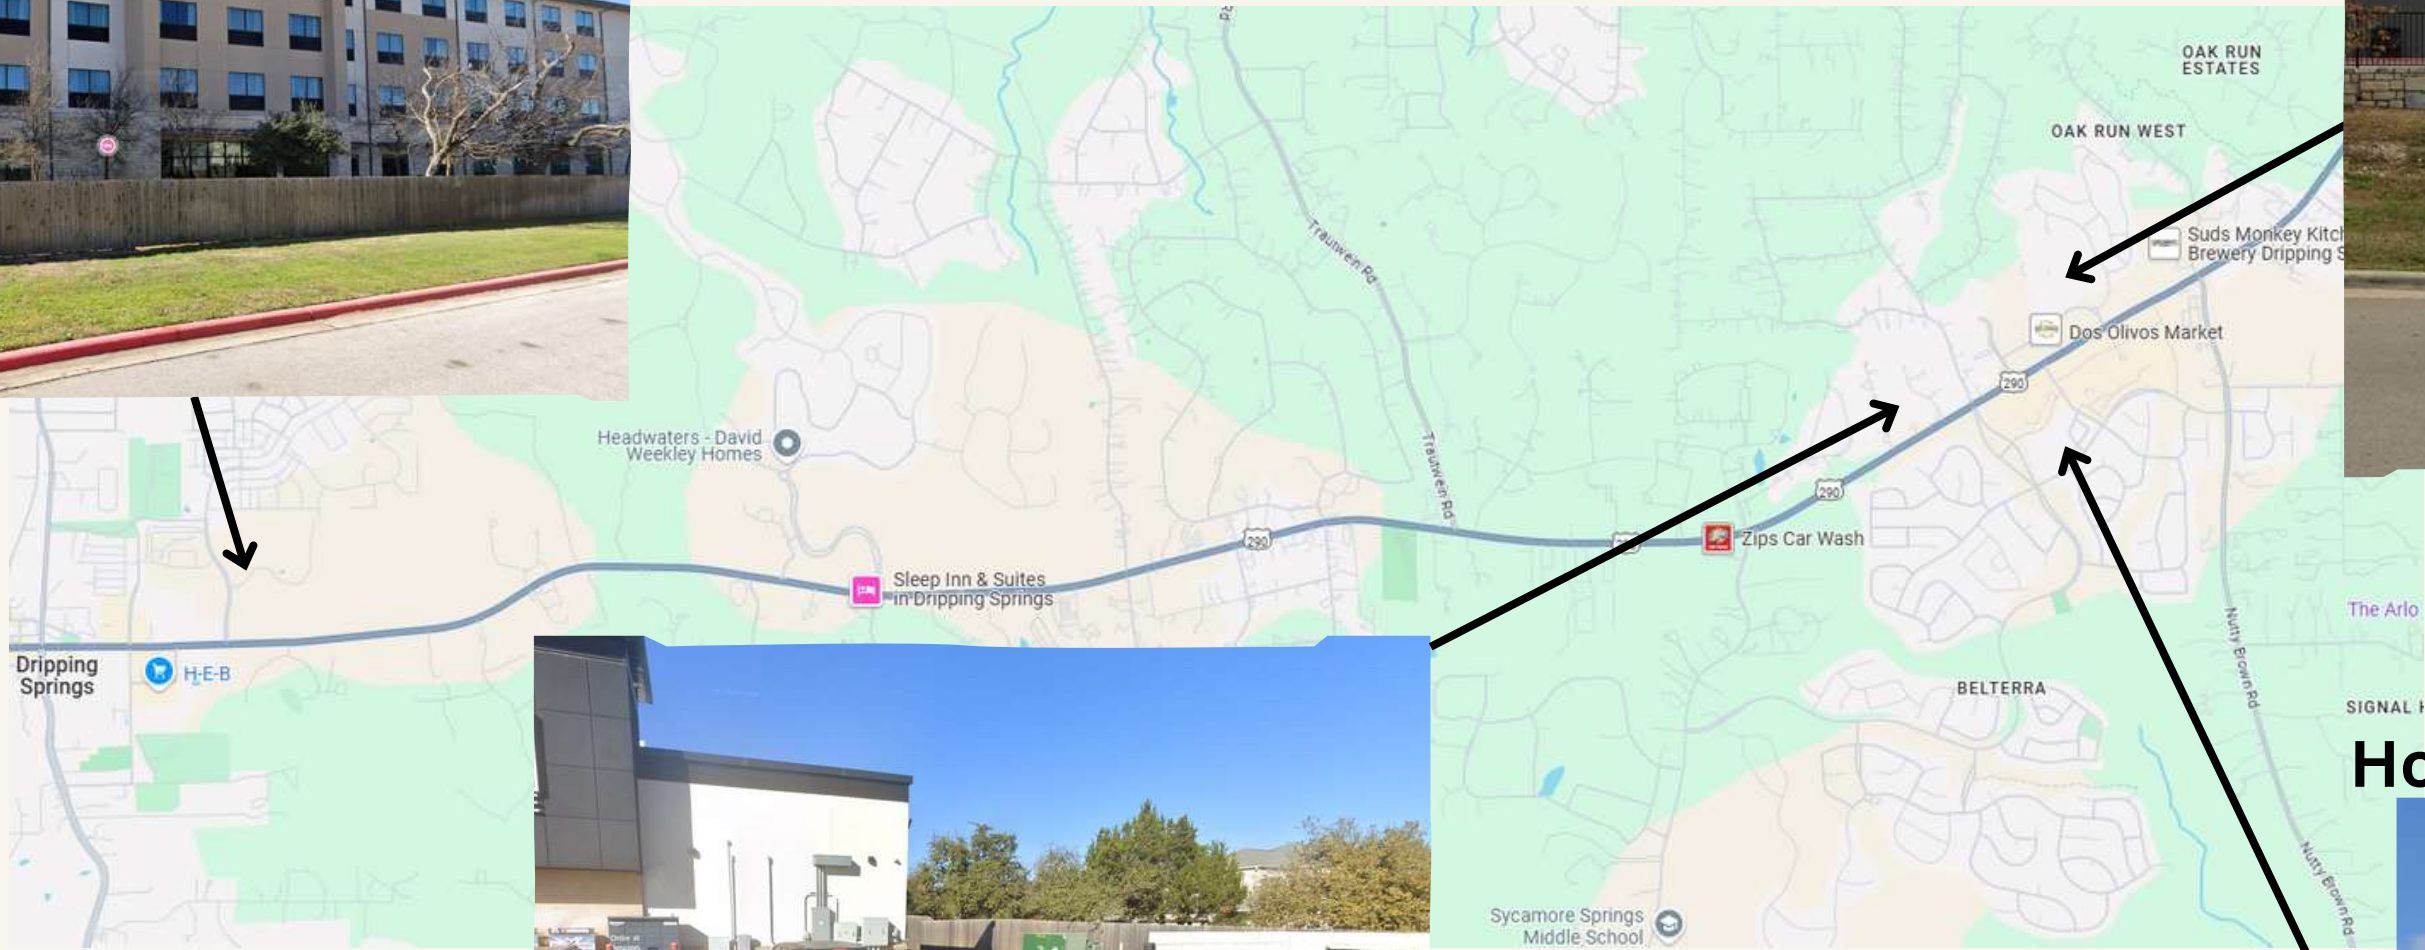 Rd
OAK RUN
ESTATES
OAK RUN WEST
Suds Monkey Kitch
Brewery Dripping S
Trautwein Rd
Dos Olivos Market
290
Headwaters - David
Weekley Homes
Trautwein Rd
290
290
Zips Car Wash
Sleep Inn & Suites
in Dripping Springs
The Arlo
Nutty Brown Rd
Dripping
Springs
H-E-B
BELTERRA
SIGNAL H
Ho
Nutty Brown Rd
Sycamore Springs
Middle School